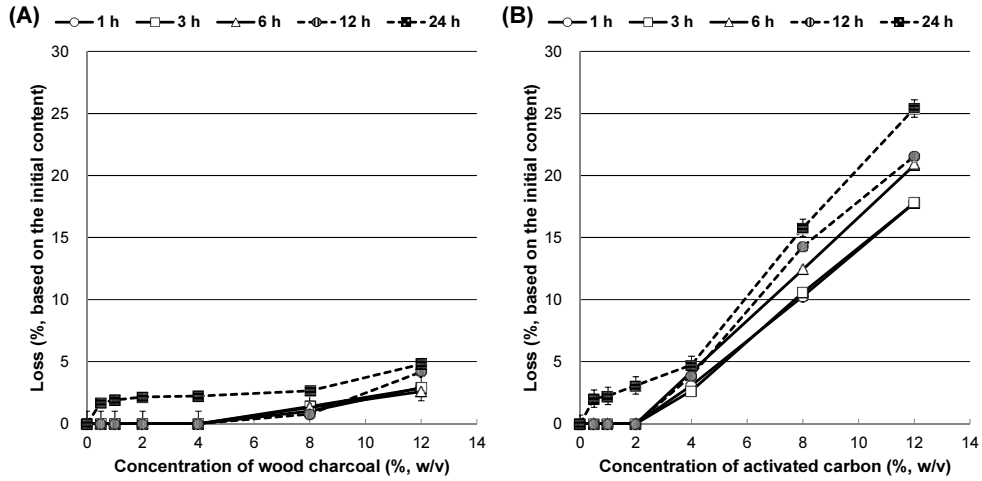 (A)
1 h 3 h 6 h 12 h 24 h
Loss (%, based on the initial content)
30
25
20
15
10
5
0
0 2 4 6 8 10 12 14
Concentration of wood charcoal (%, w/v)
(B)
1 h 3 h 6 h 12 h 24 h
Loss (%, based on the initial content)
30
25
20
15
10
5
0
0 2 4 6 8 10 12 14
Concentration of activated carbon (%, w/v)